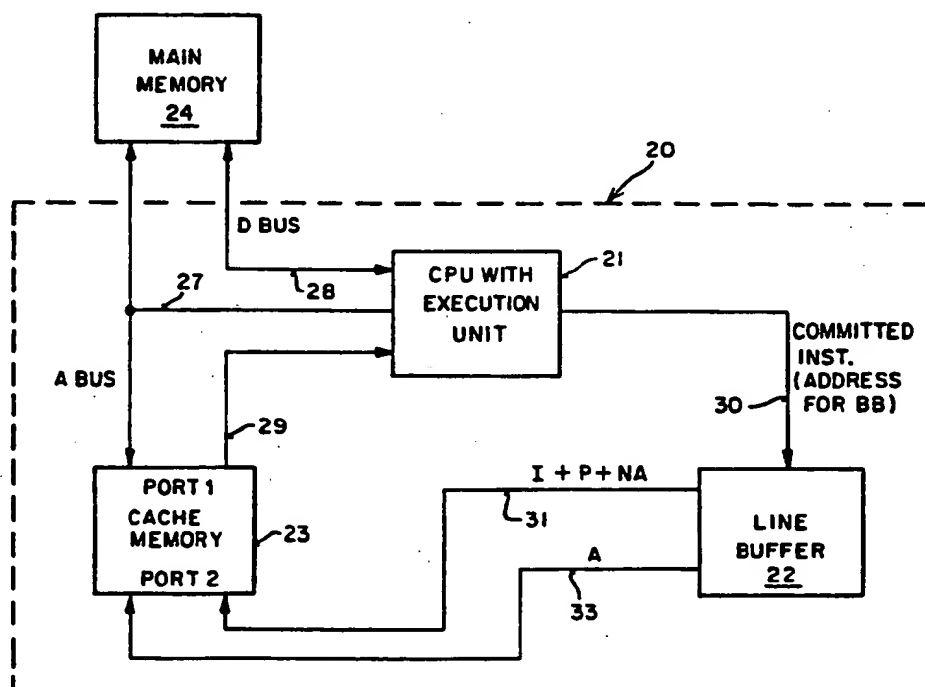 MAIN
MEMORY
24
20
D BUS
21
CPU WITH
EXECUTION
UNIT
27
28
COMMITTED
INST.
(ADDRESS
FOR BB)
A BUS
30
29
I + P + NA
PORT 1
CACHE
MEMORY
PORT 2
23
31
LINE
BUFFER
22
A
33